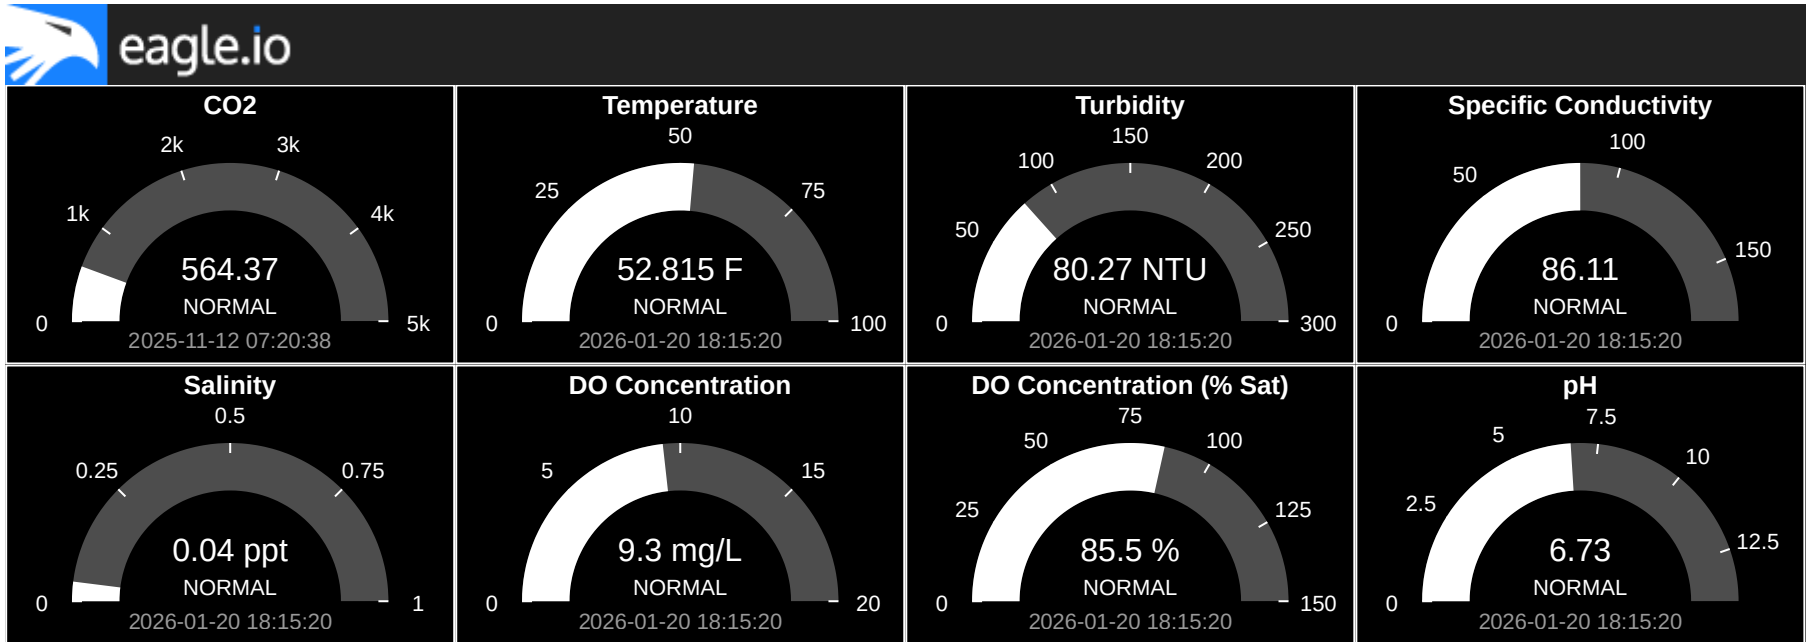 eagle.io
CO2
0
1k
2k
3k
4k
5k
564.37
NORMAL
2025-11-12 07:20:38
Temperature
0
25
50
75
100
52.815 F
NORMAL
2026-01-20 18:15:20
Turbidity
0
50
100
150
200
250
300
80.27 NTU
NORMAL
2026-01-20 18:15:20
Specific Conductivity
0
50
100
150
86.11
NORMAL
2026-01-20 18:15:20
Salinity
0
0.25
0.5
0.75
1
0.04 ppt
NORMAL
2026-01-20 18:15:20
DO Concentration
0
5
10
15
20
9.3 mg/L
NORMAL
2026-01-20 18:15:20
DO Concentration (% Sat)
0
25
50
75
100
125
150
85.5 %
NORMAL
2026-01-20 18:15:20
pH
0
2.5
5
7.5
10
12.5
6.73
NORMAL
2026-01-20 18:15:20